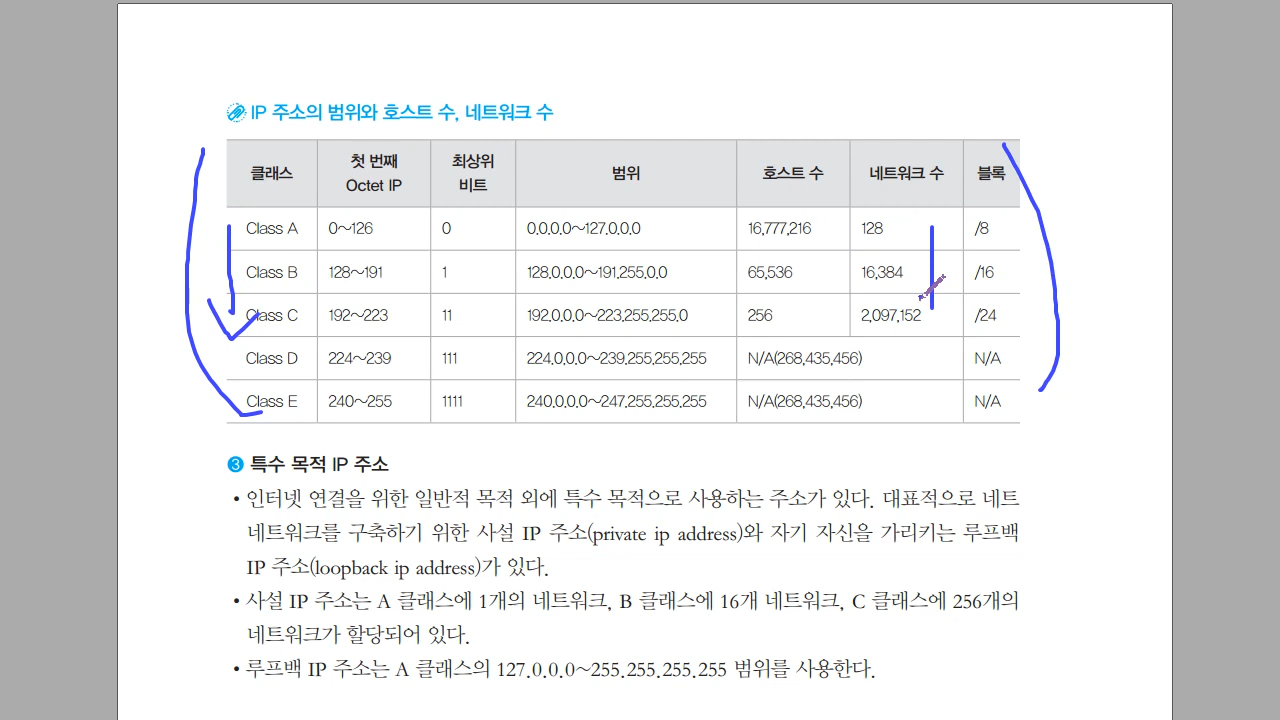 IP 주소의 범위와 호스트 수, 네트워크 수
클래스 첫 번째 Octet IP 최상위 비트 범위 호스트 수 네트워크 수 블록
Class A 0~126 0 0.0.0.0~127.0.0.0 16,777,216 128 /8
Class B 128~191 1 128.0.0.0~191.255.0.0 65,536 16,384 /16
Class C 192~223 11 192.0.0.0~223.255.255.0 256 2,097,152 /24
Class D 224~239 111 224.0.0.0~239.255.255.255 N/A(268,435,456) N/A
Class E 240~255 1111 240.0.0.0~247.255.255.255 N/A(268,435,456) N/A
3 특수 목적 IP 주소
• 인터넷 연결을 위한 일반적 목적 외에 특수 목적으로 사용하는 주소가 있다. 대표적으로 네트
네트워크를 구축하기 위한 사설 IP 주소(private ip address)와 자기 자신을 가리키는 루프백
IP 주소(loopback ip address)가 있다.
• 사설 IP 주소는 A 클래스에 1개의 네트워크, B 클래스에 16개 네트워크, C 클래스에 256개의
네트워크가 할당되어 있다.
• 루프백 IP 주소는 A 클래스의 127.0.0.0~255.255.255.255 범위를 사용한다.